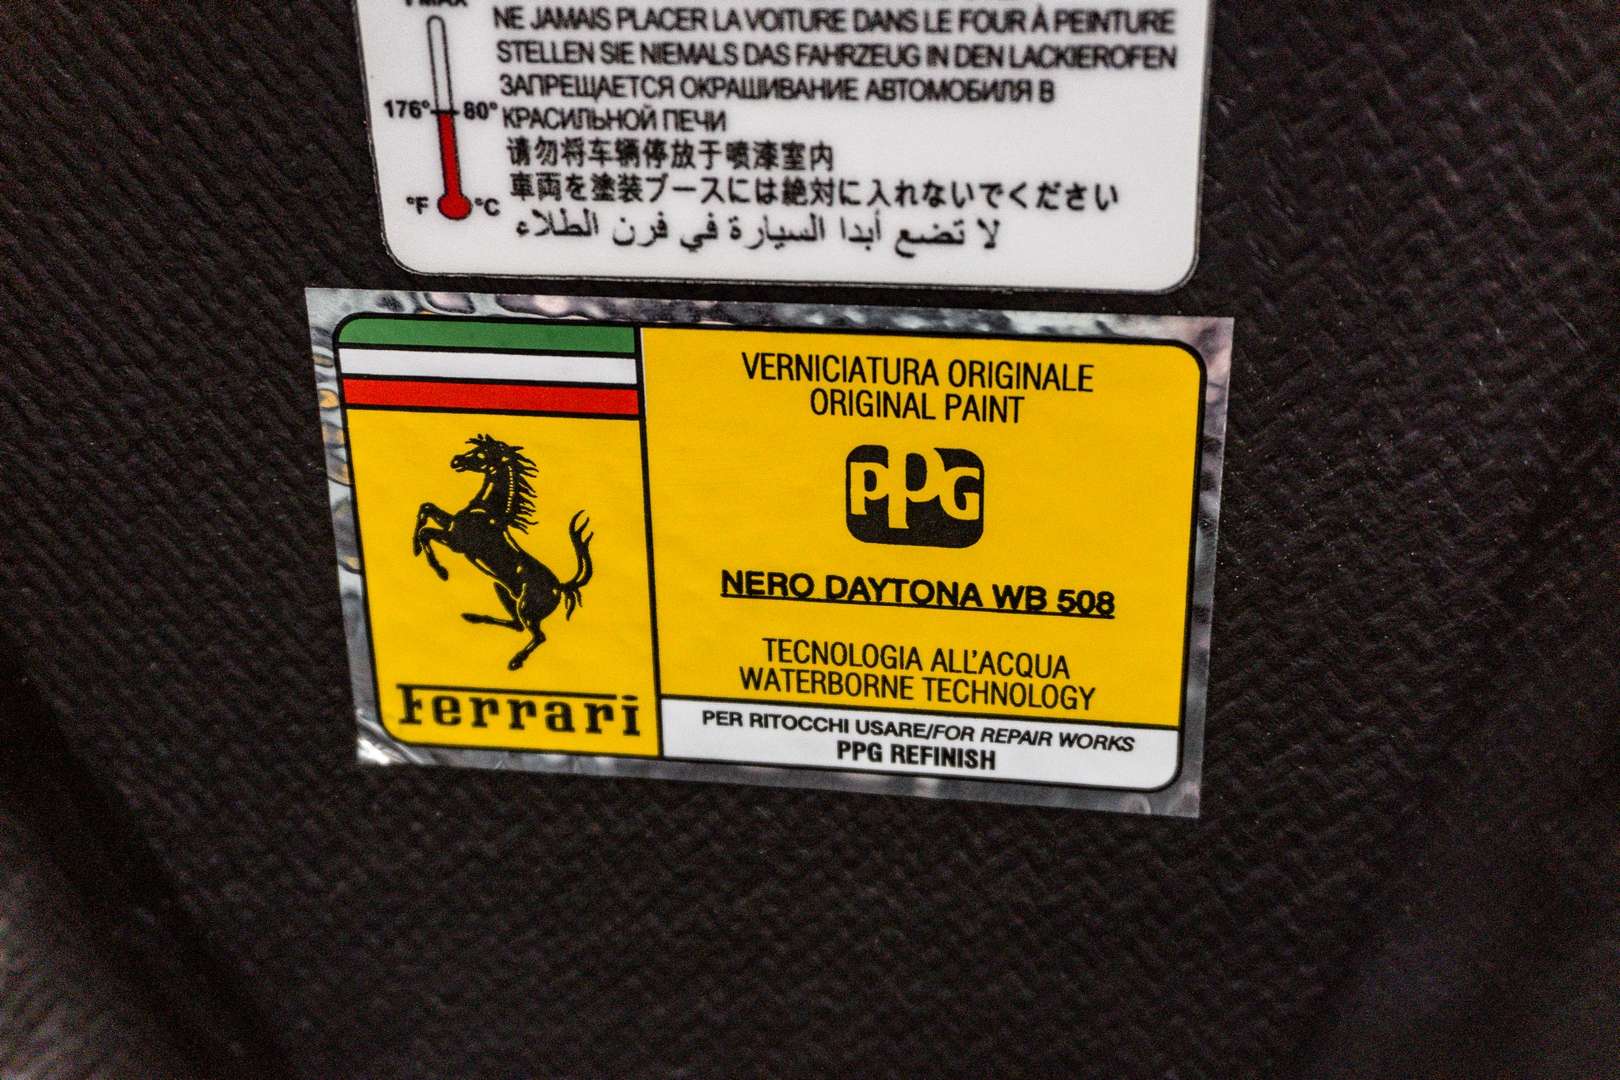 T MAX
NE JAMAIS PLACER LA VOITURE DANS LE FOUR À PEINTURE
STELLEN SIE NIEMALS DAS FAHRZEUG IN DEN LACKIEROFEN
ЗАПРЕЩАЕТСЯ ОКРАШИВАНИЕ АВТОМОБИЛЯ В
176° 80° КРАСИЛЬНОЙ ПЕЧИ
请勿将车辆停放于喷漆室内
車両を塗装ブースには絶対に入れないでください
°F °C
لا تضع أبدا السيارة في فرن الطلاء
VERNICIATURA ORIGINALE
ORIGINAL PAINT
PPG
NERO DAYTONA WB 508
TECNOLOGIA ALL'ACQUA
WATERBORNE TECHNOLOGY
Ferrari
PER RITOCCHI USARE/FOR REPAIR WORKS
PPG REFINISH